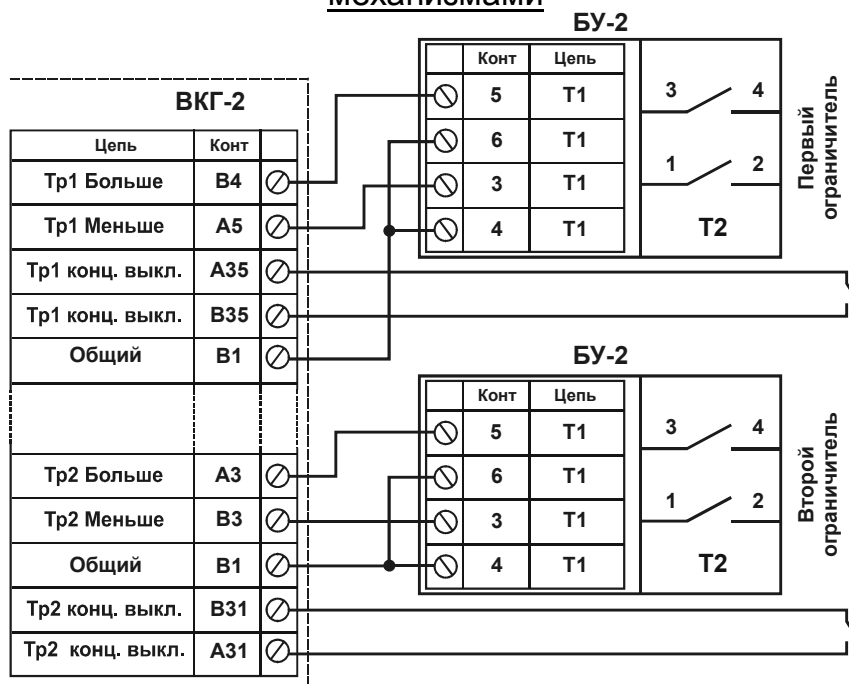 механизмами
БУ-2
Конт Цепь
5 Т1
6 Т1
3 Т1
4 Т1
3 4
1 2
Т2
Первый
ограничитель
ВКГ-2
Цепь Конт
Тр1 Больше В4
Тр1 Меньше А5
Тр1 конц. выкл. А35
Тр1 конц. выкл. В35
Общий В1
Тр2 Больше А3
Тр2 Меньше В3
Общий В1
Тр2 конц. выкл. В31
Тр2 конц. выкл. А31
БУ-2
Конт Цепь
5 Т1
6 Т1
3 Т1
4 Т1
3 4
1 2
Т2
Второй
ограничитель